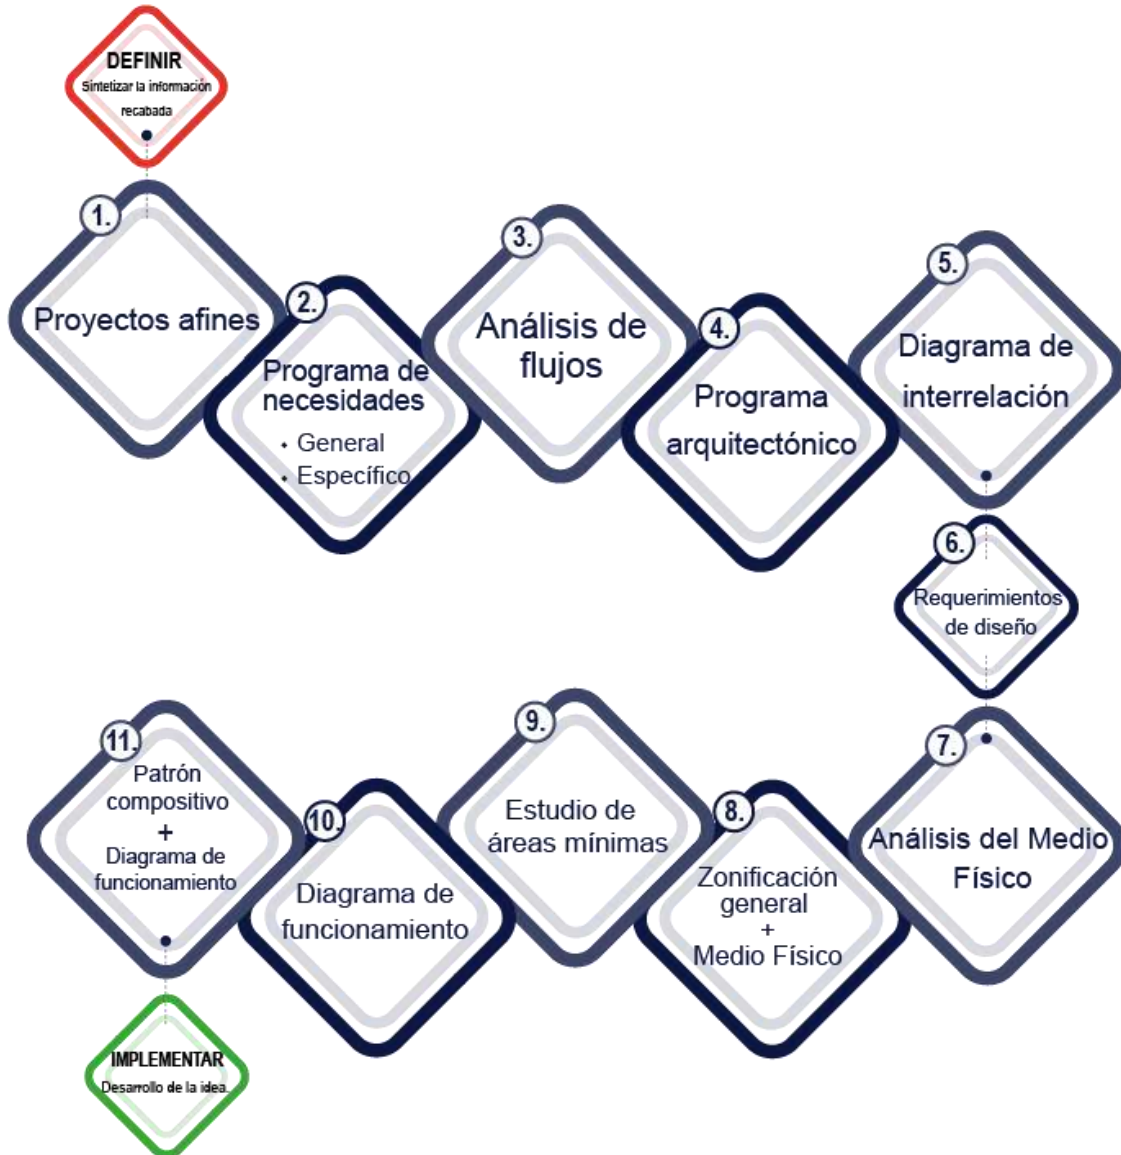 DEFINIR
Sintetizar la información
recabada
1.
Proyectos afines
2.
Programa de
necesidades
• General
• Específico
3.
Análisis de
flujos
4.
Programa
arquitectónico
5.
Diagrama de
interrelación
6.
Requerimientos
de diseño
7.
Análisis del Medio
Físico
8.
Zonificación
general
+
Medio Físico
9.
Estudio de
áreas mínimas
10.
Diagrama de
funcionamiento
11.
Patrón
compositivo
+
Diagrama de
funcionamiento
IMPLEMENTAR
Desarrollo de la idea.